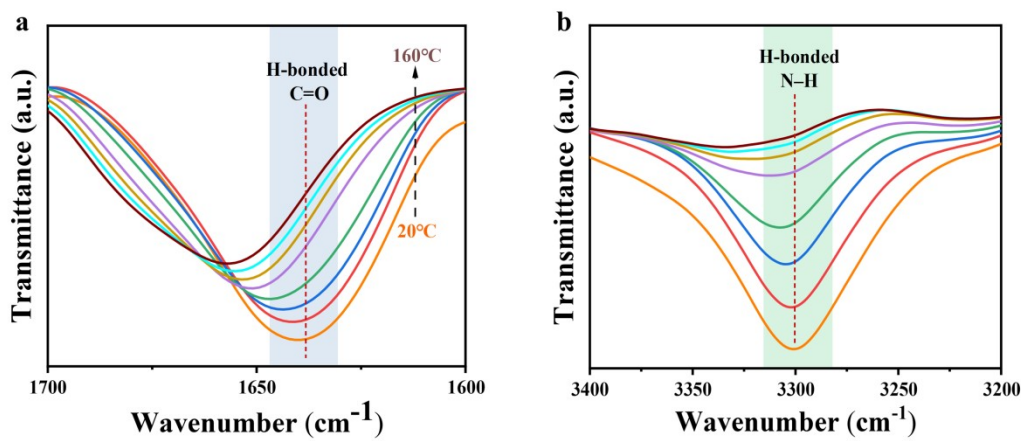 a
160°C
H-bonded
C=O
20°C
Transmittance (a.u.)
1700
1650
1600
Wavenumber (cm-1)
b
H-bonded
N–H
Transmittance (a.u.)
3400
3350
3300
3250
3200
Wavenumber (cm-1)